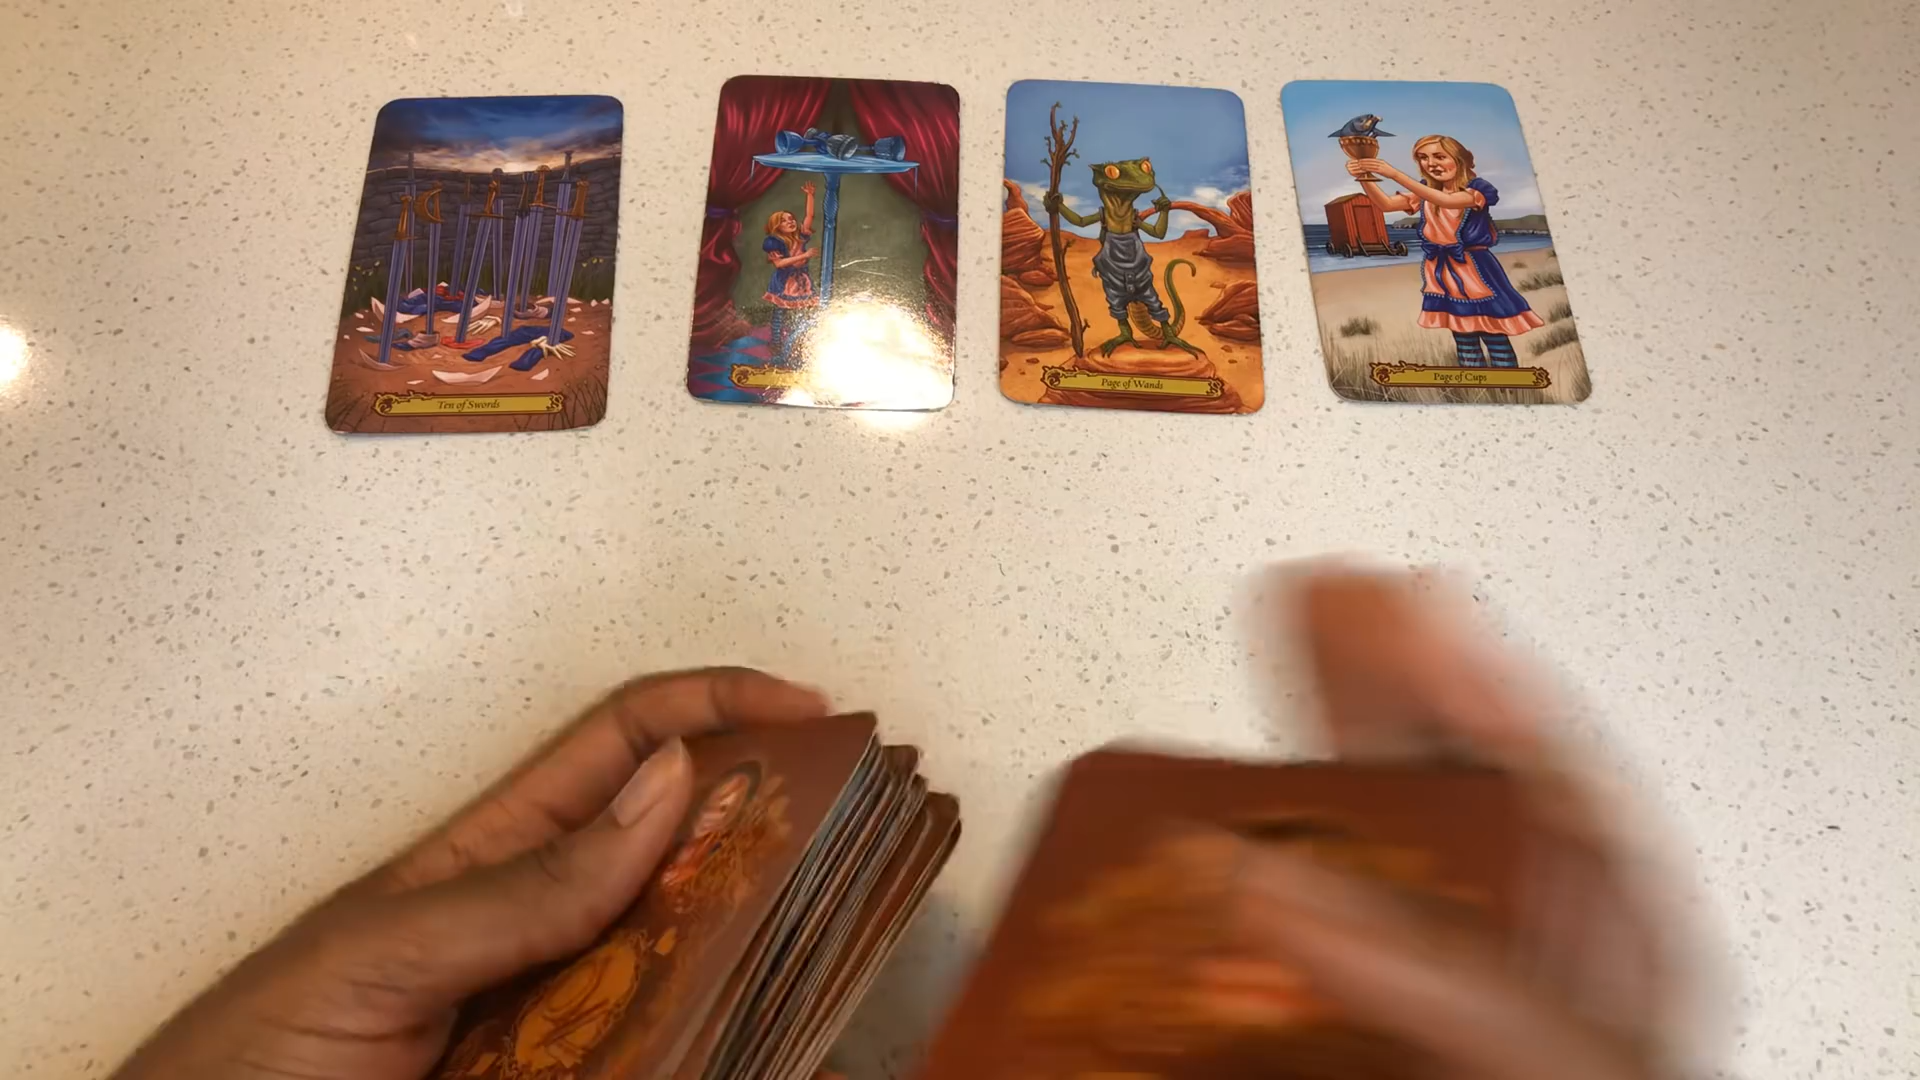 Ten of Swords
Page of Wands
Page of Cups